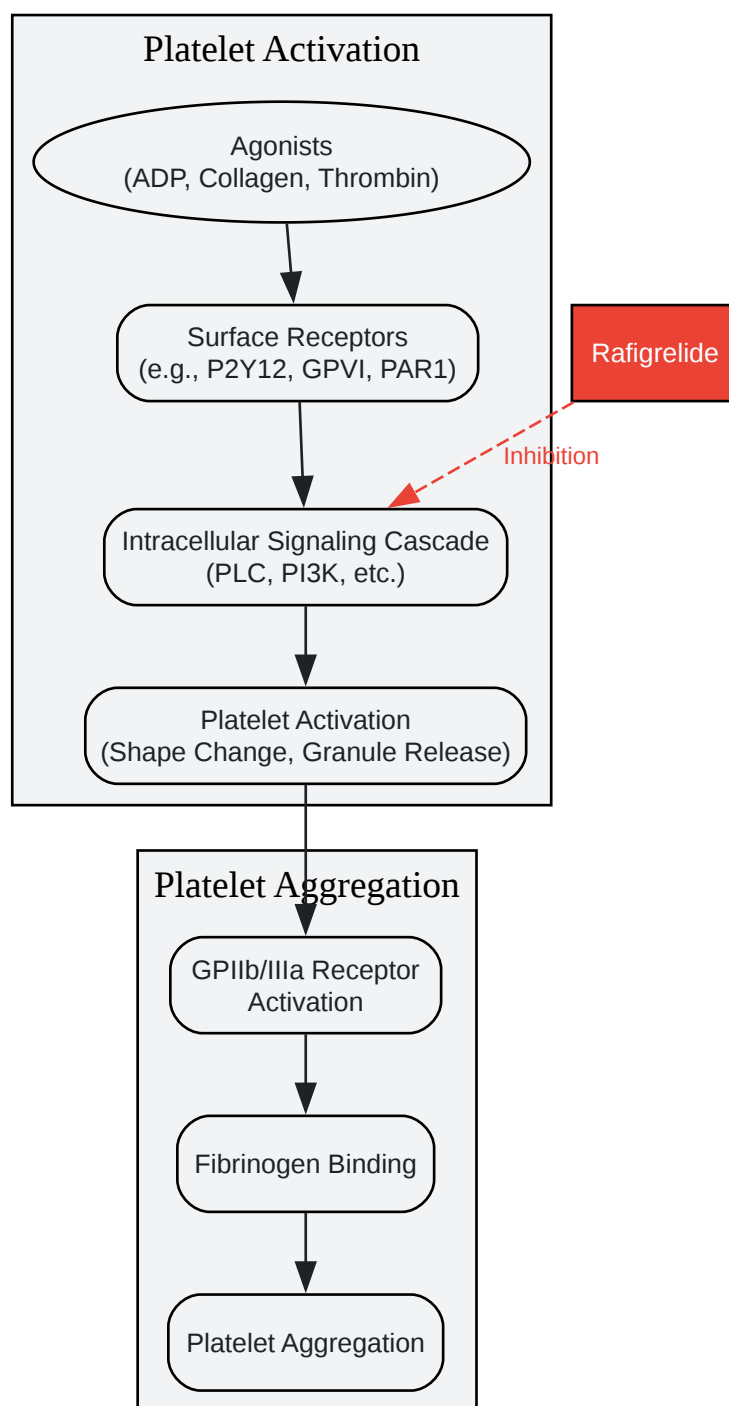 Platelet Activation
Agonists
(ADP, Collagen, Thrombin)
Surface Receptors
(e.g., P2Y12, GPVI, PAR1)
Rafigrelide
Inhibition
Intracellular Signaling Cascade
(PLC, PI3K, etc.)
Platelet Activation
(Shape Change, Granule Release)
Platelet Aggregation
GPIIb/IIIa Receptor
Activation
Fibrinogen Binding
Platelet Aggregation